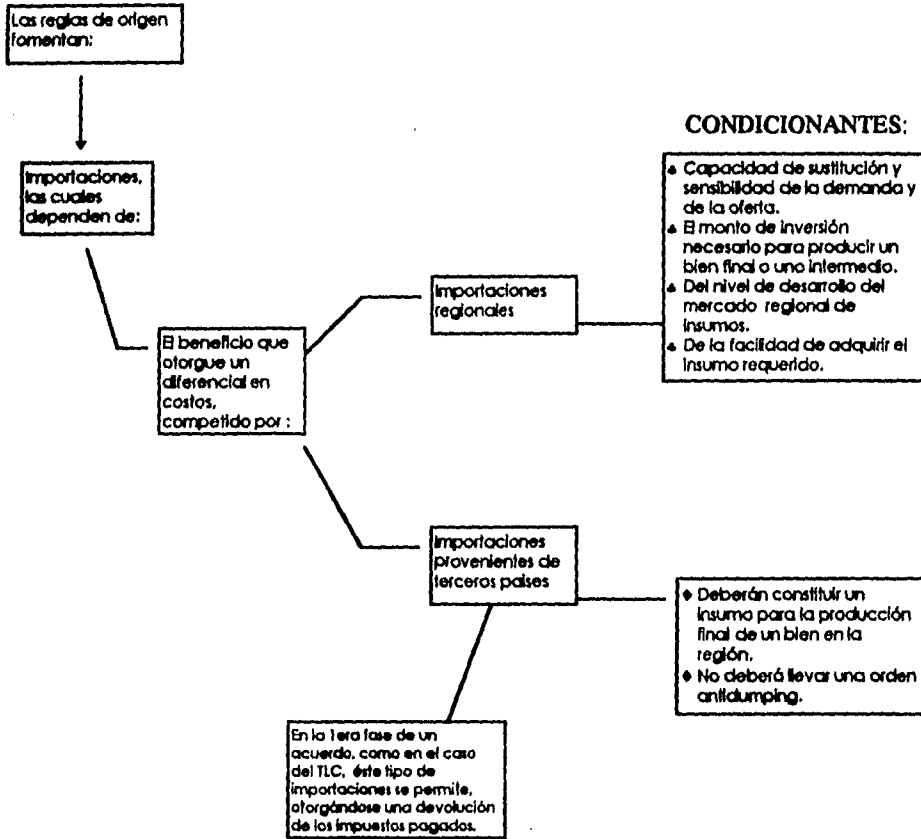 Las reglas de origen
fomentan:
Importaciones,
las cuales
dependen de:
El beneficio que
otorgue un
diferencial en
costos,
competido por :
Importaciones
regionales
CONDICIONANTES:
♣ Capacidad de sustitución y
sensibilidad de la demanda y
de la oferta.
♣ El monto de inversión
necesario para producir un
bien final o uno intermedio.
♣ Del nivel de desarrollo del
mercado regional de
insumos.
♣ De la facilidad de adquirir el
insumo requerido.
Importaciones
provenientes de
terceros países
♦ Deberán constituir un
insumo para la producción
final de un bien en la
región.
♦ No deberá llevar una orden
antidumping.
En la 1era fase de un
acuerdo, como en el caso
del TLC, éste tipo de
importaciones se permite,
otorgándose una devolución
de los impuestos pagados.